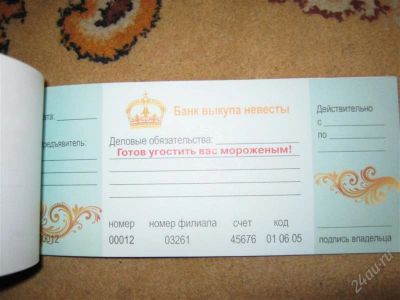 Банк выкупа невесты
Деловые обязательства:
Готов угостить вас мороженым!
номер номер филиала счет код
00012 03261 45676 01 06 05
ата:
редъявитель:
00012
Действительно
с
по
подпись владельца
24au.ru